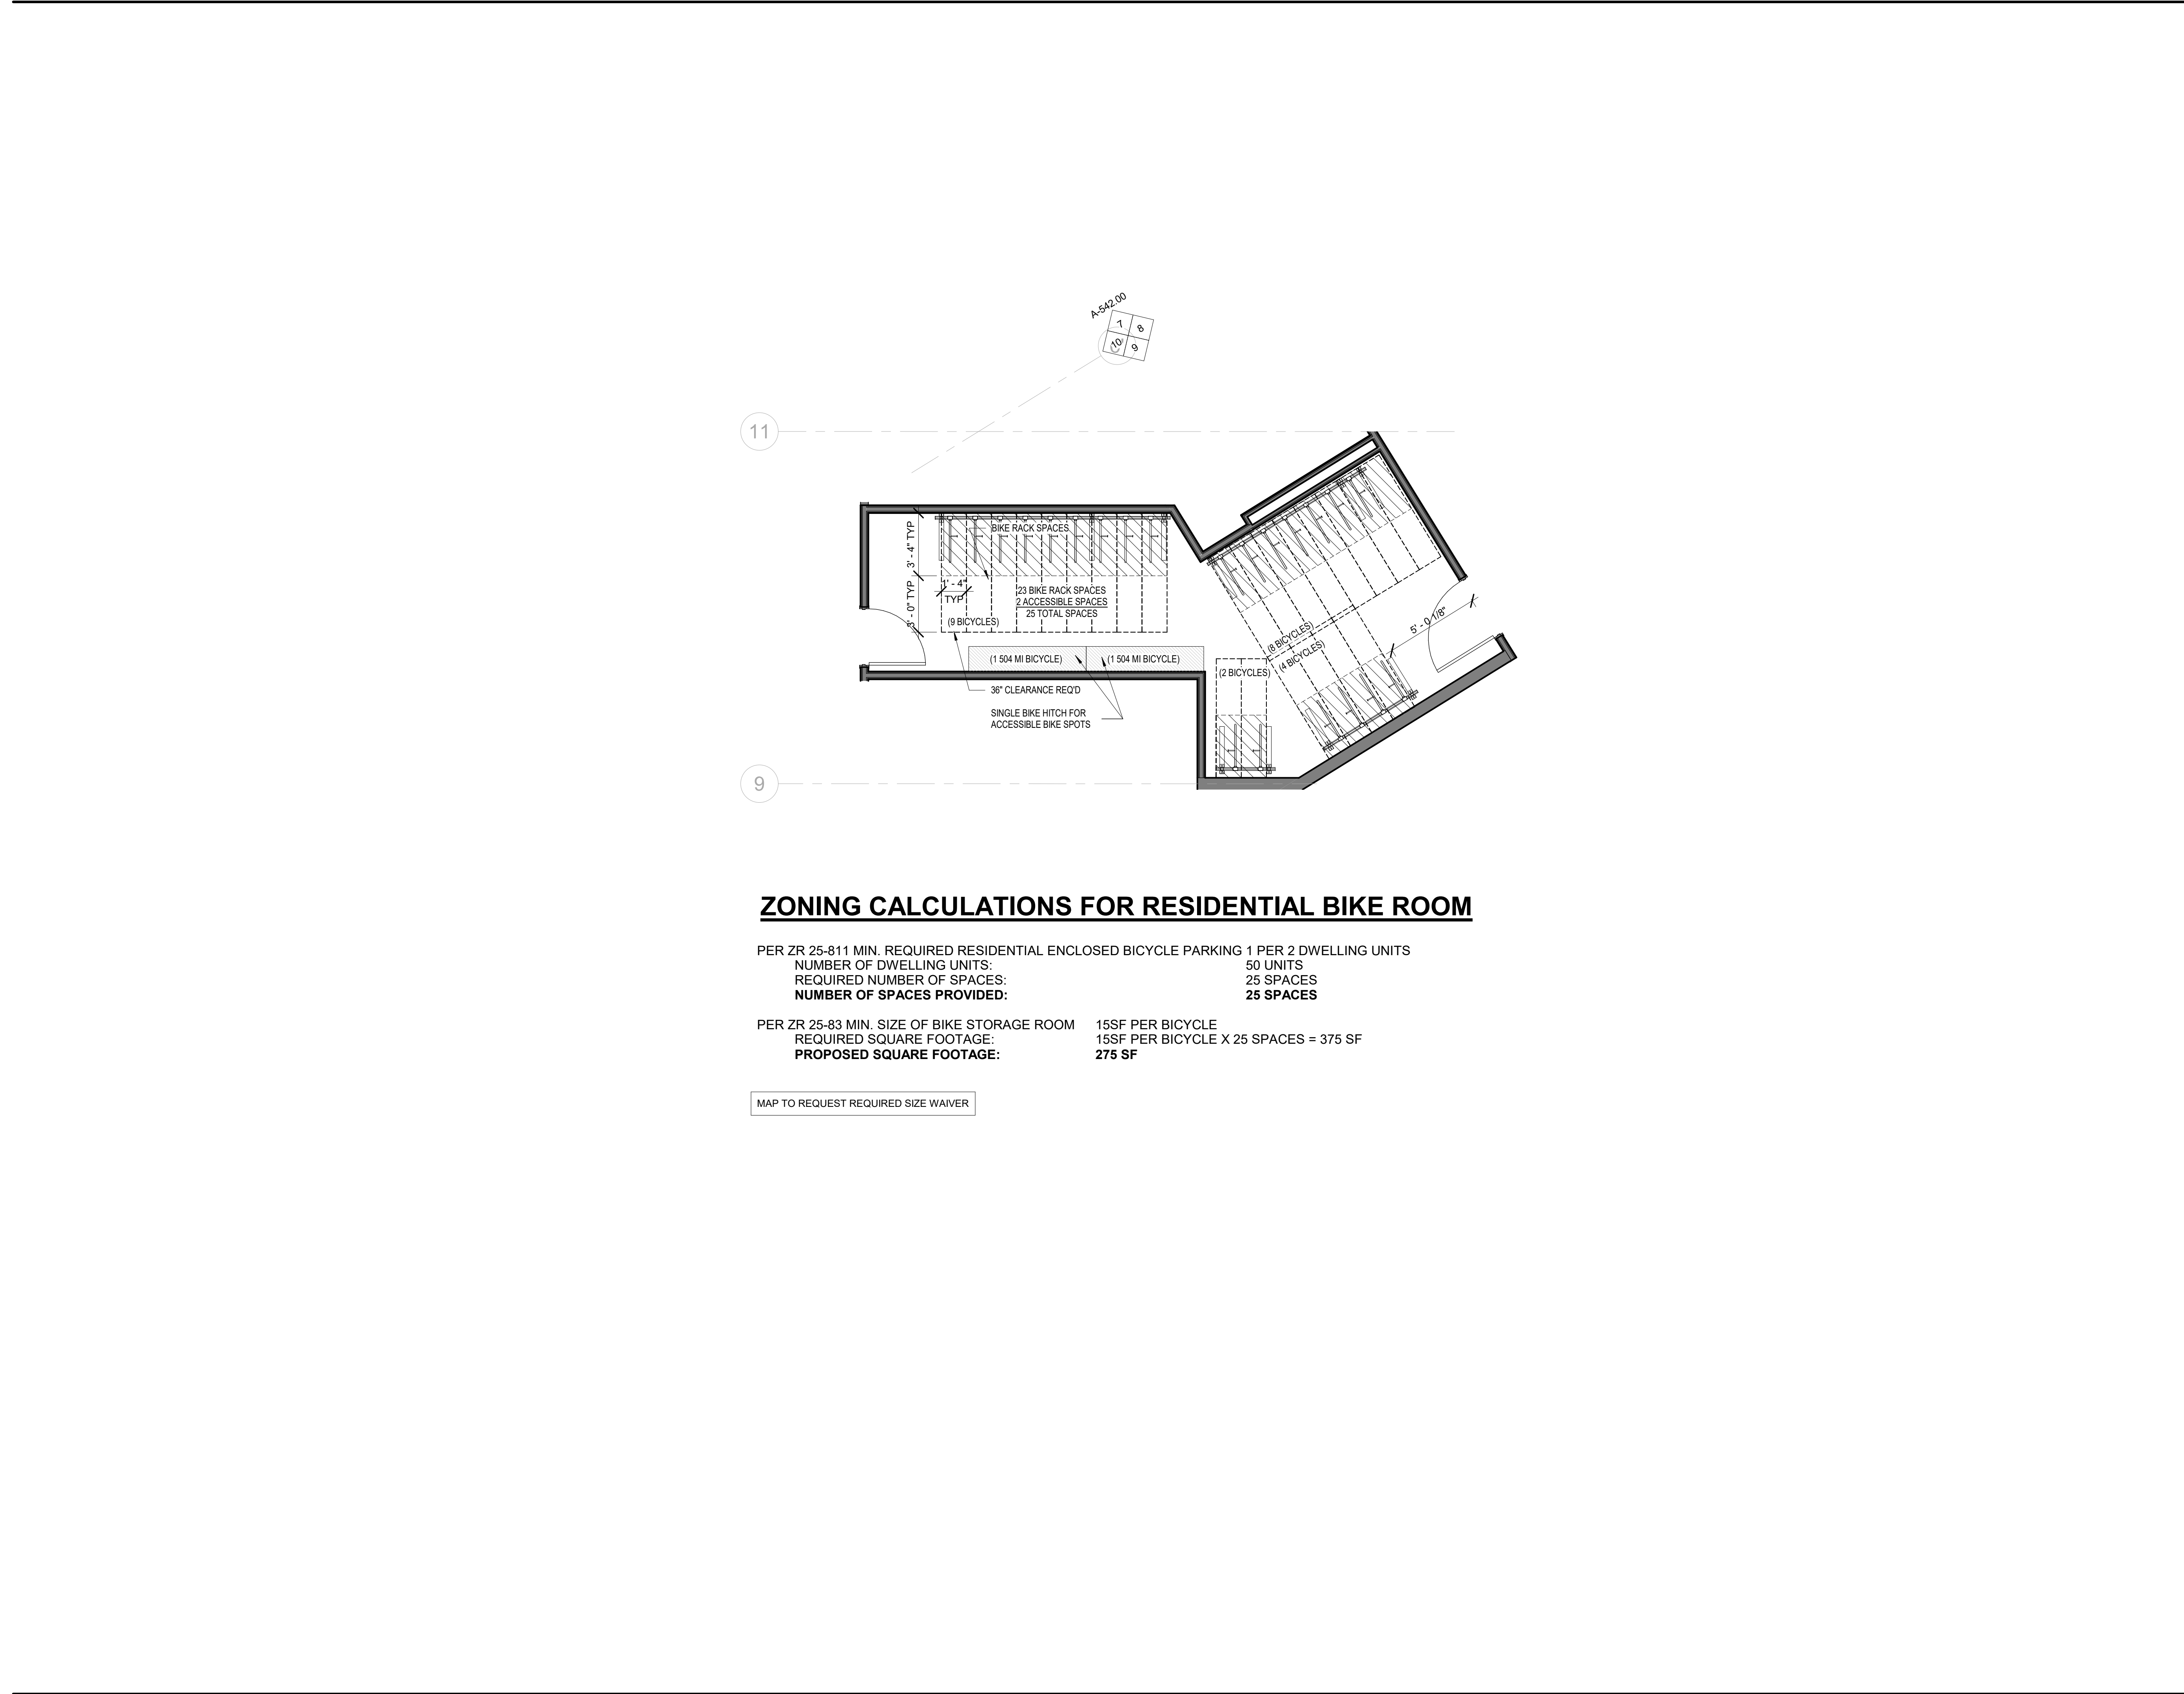 A-542.00
7
8
10
9
11
BIKE RACK SPACES
3' - 4" TYP
3' - 0" TYP
1' - 4"
TYP
23 BIKE RACK SPACES
2 ACCESSIBLE SPACES
25 TOTAL SPACES
(9 BICYCLES)
5' - 0 1/8"
(8 BICYCLES)
(4 BICYCLES)
(1 504 MI BICYCLE)
(1 504 MI BICYCLE)
(2 BICYCLES)
36" CLEARANCE REQ'D
SINGLE BIKE HITCH FOR
ACCESSIBLE BIKE SPOTS
9
ZONING CALCULATIONS FOR RESIDENTIAL BIKE ROOM
PER ZR 25-811 MIN. REQUIRED RESIDENTIAL ENCLOSED BICYCLE PARKING 1 PER 2 DWELLING UNITS
NUMBER OF DWELLING UNITS: 50 UNITS
REQUIRED NUMBER OF SPACES: 25 SPACES
NUMBER OF SPACES PROVIDED: 25 SPACES
PER ZR 25-83 MIN. SIZE OF BIKE STORAGE ROOM 15SF PER BICYCLE
REQUIRED SQUARE FOOTAGE: 15SF PER BICYCLE X 25 SPACES = 375 SF
PROPOSED SQUARE FOOTAGE: 275 SF
MAP TO REQUEST REQUIRED SIZE WAIVER